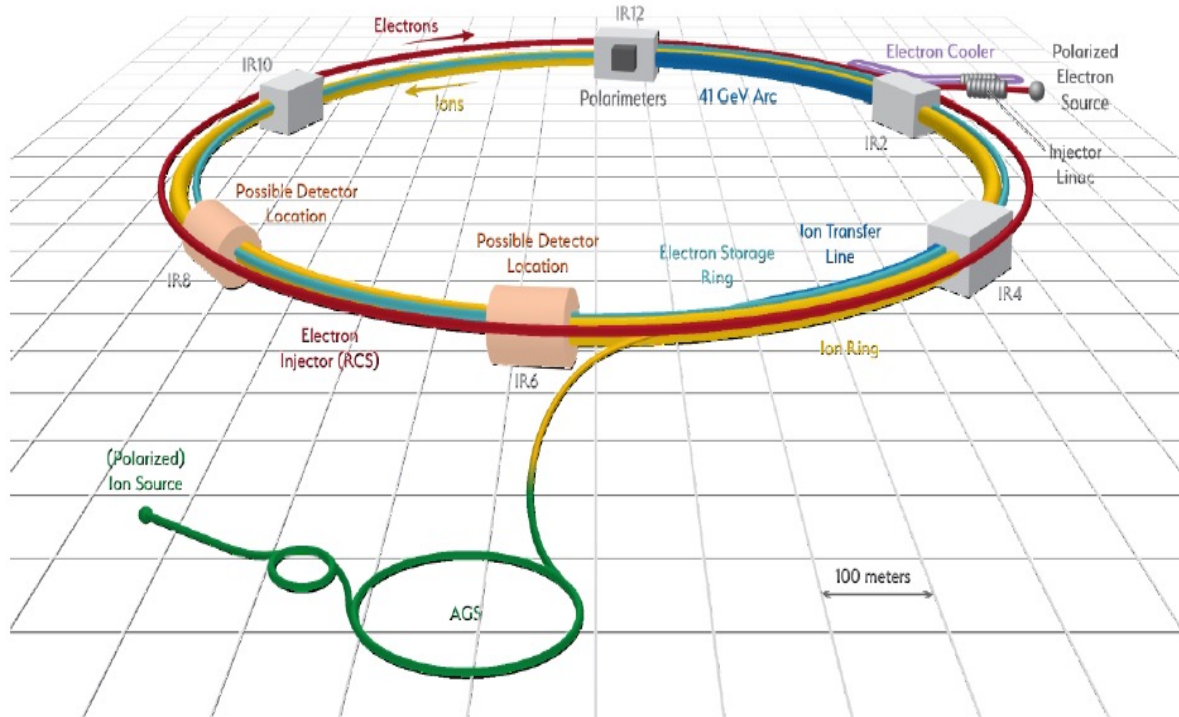 IR12
Electrons
IR10
Electron Cooler
Polarized
Electron
Source
Ions
Polarimeters
41 GeV Arc
IR2
Injector
Linac
Possible Detector
Location
Possible Detector
Location
Ion Transfer
Line
Electron Storage
Ring
IR8
IR4
Electron
Injector (RCS)
Ion Ring
IR6
(Polarized)
Ion Source
100 meters
AGS